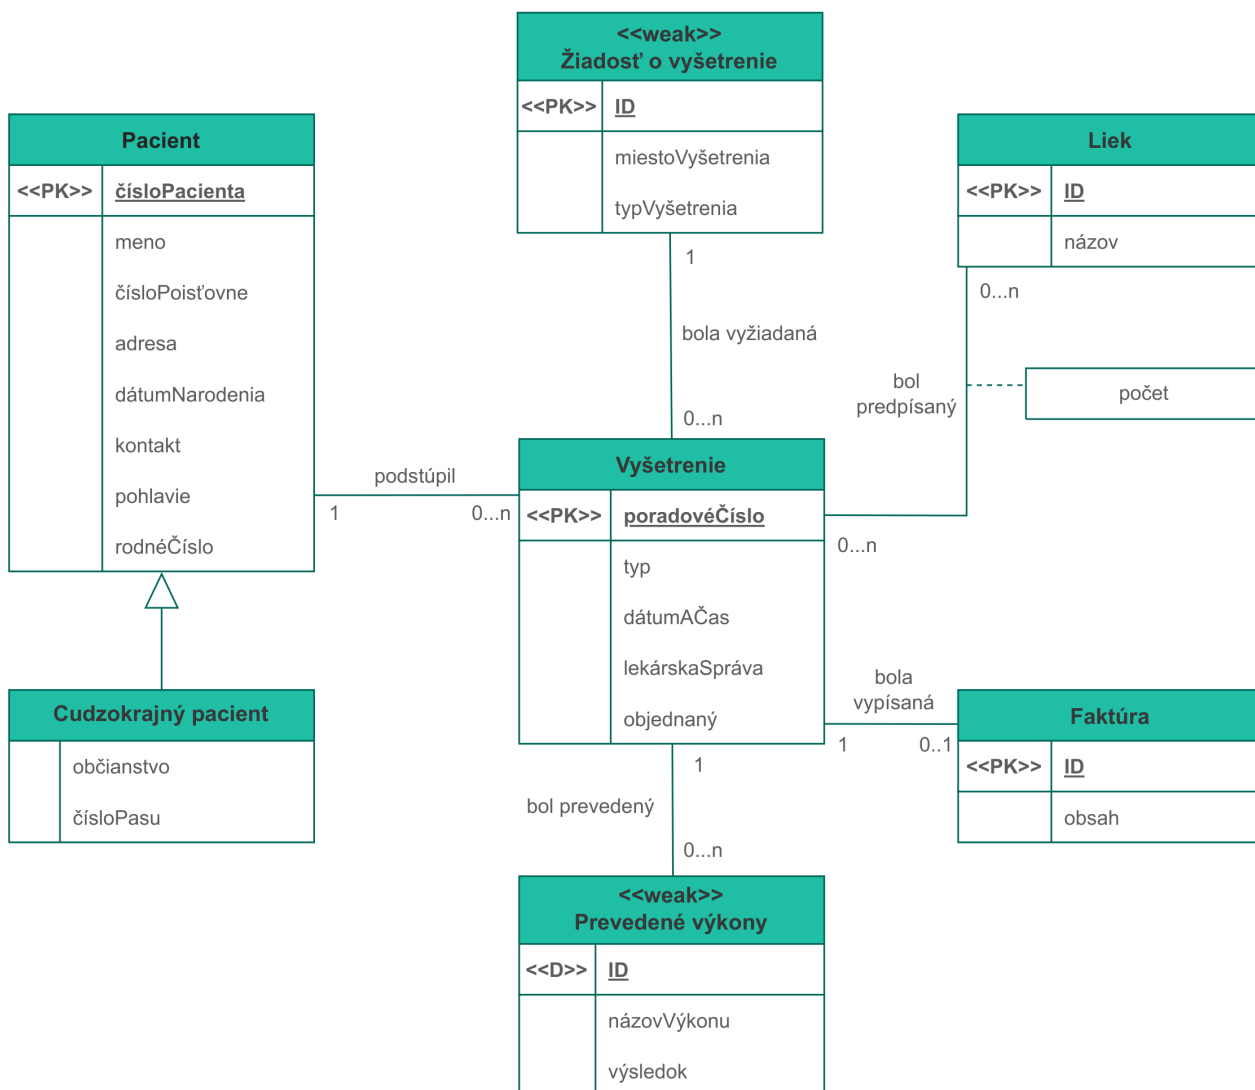 <<weak>>
Žiadosť o vyšetrenie
<<PK>> ID
miestoVyšetrenia
typVyšetrenia
Pacient
<<PK>> čísloPacienta
meno
čísloPoisťovne
adresa
dátumNarodenia
kontakt
pohlavie
rodnéČíslo
Liek
<<PK>> ID
názov
1
bola vyžiadaná
0...n
0...n
bol
predpísaný
počet
0...n
podstúpil
1
0...n
Vyšetrenie
<<PK>> poradovéČíslo
typ
dátumAČas
lekárskaSpráva
objednaný
Cudzokrajný pacient
občianstvo
čísloPasu
bola
vypísaná
1
0..1
Faktúra
<<PK>> ID
obsah
1
bol prevedený
0...n
<<weak>>
Prevedené výkony
<<D>> ID
názovVýkonu
výsledok